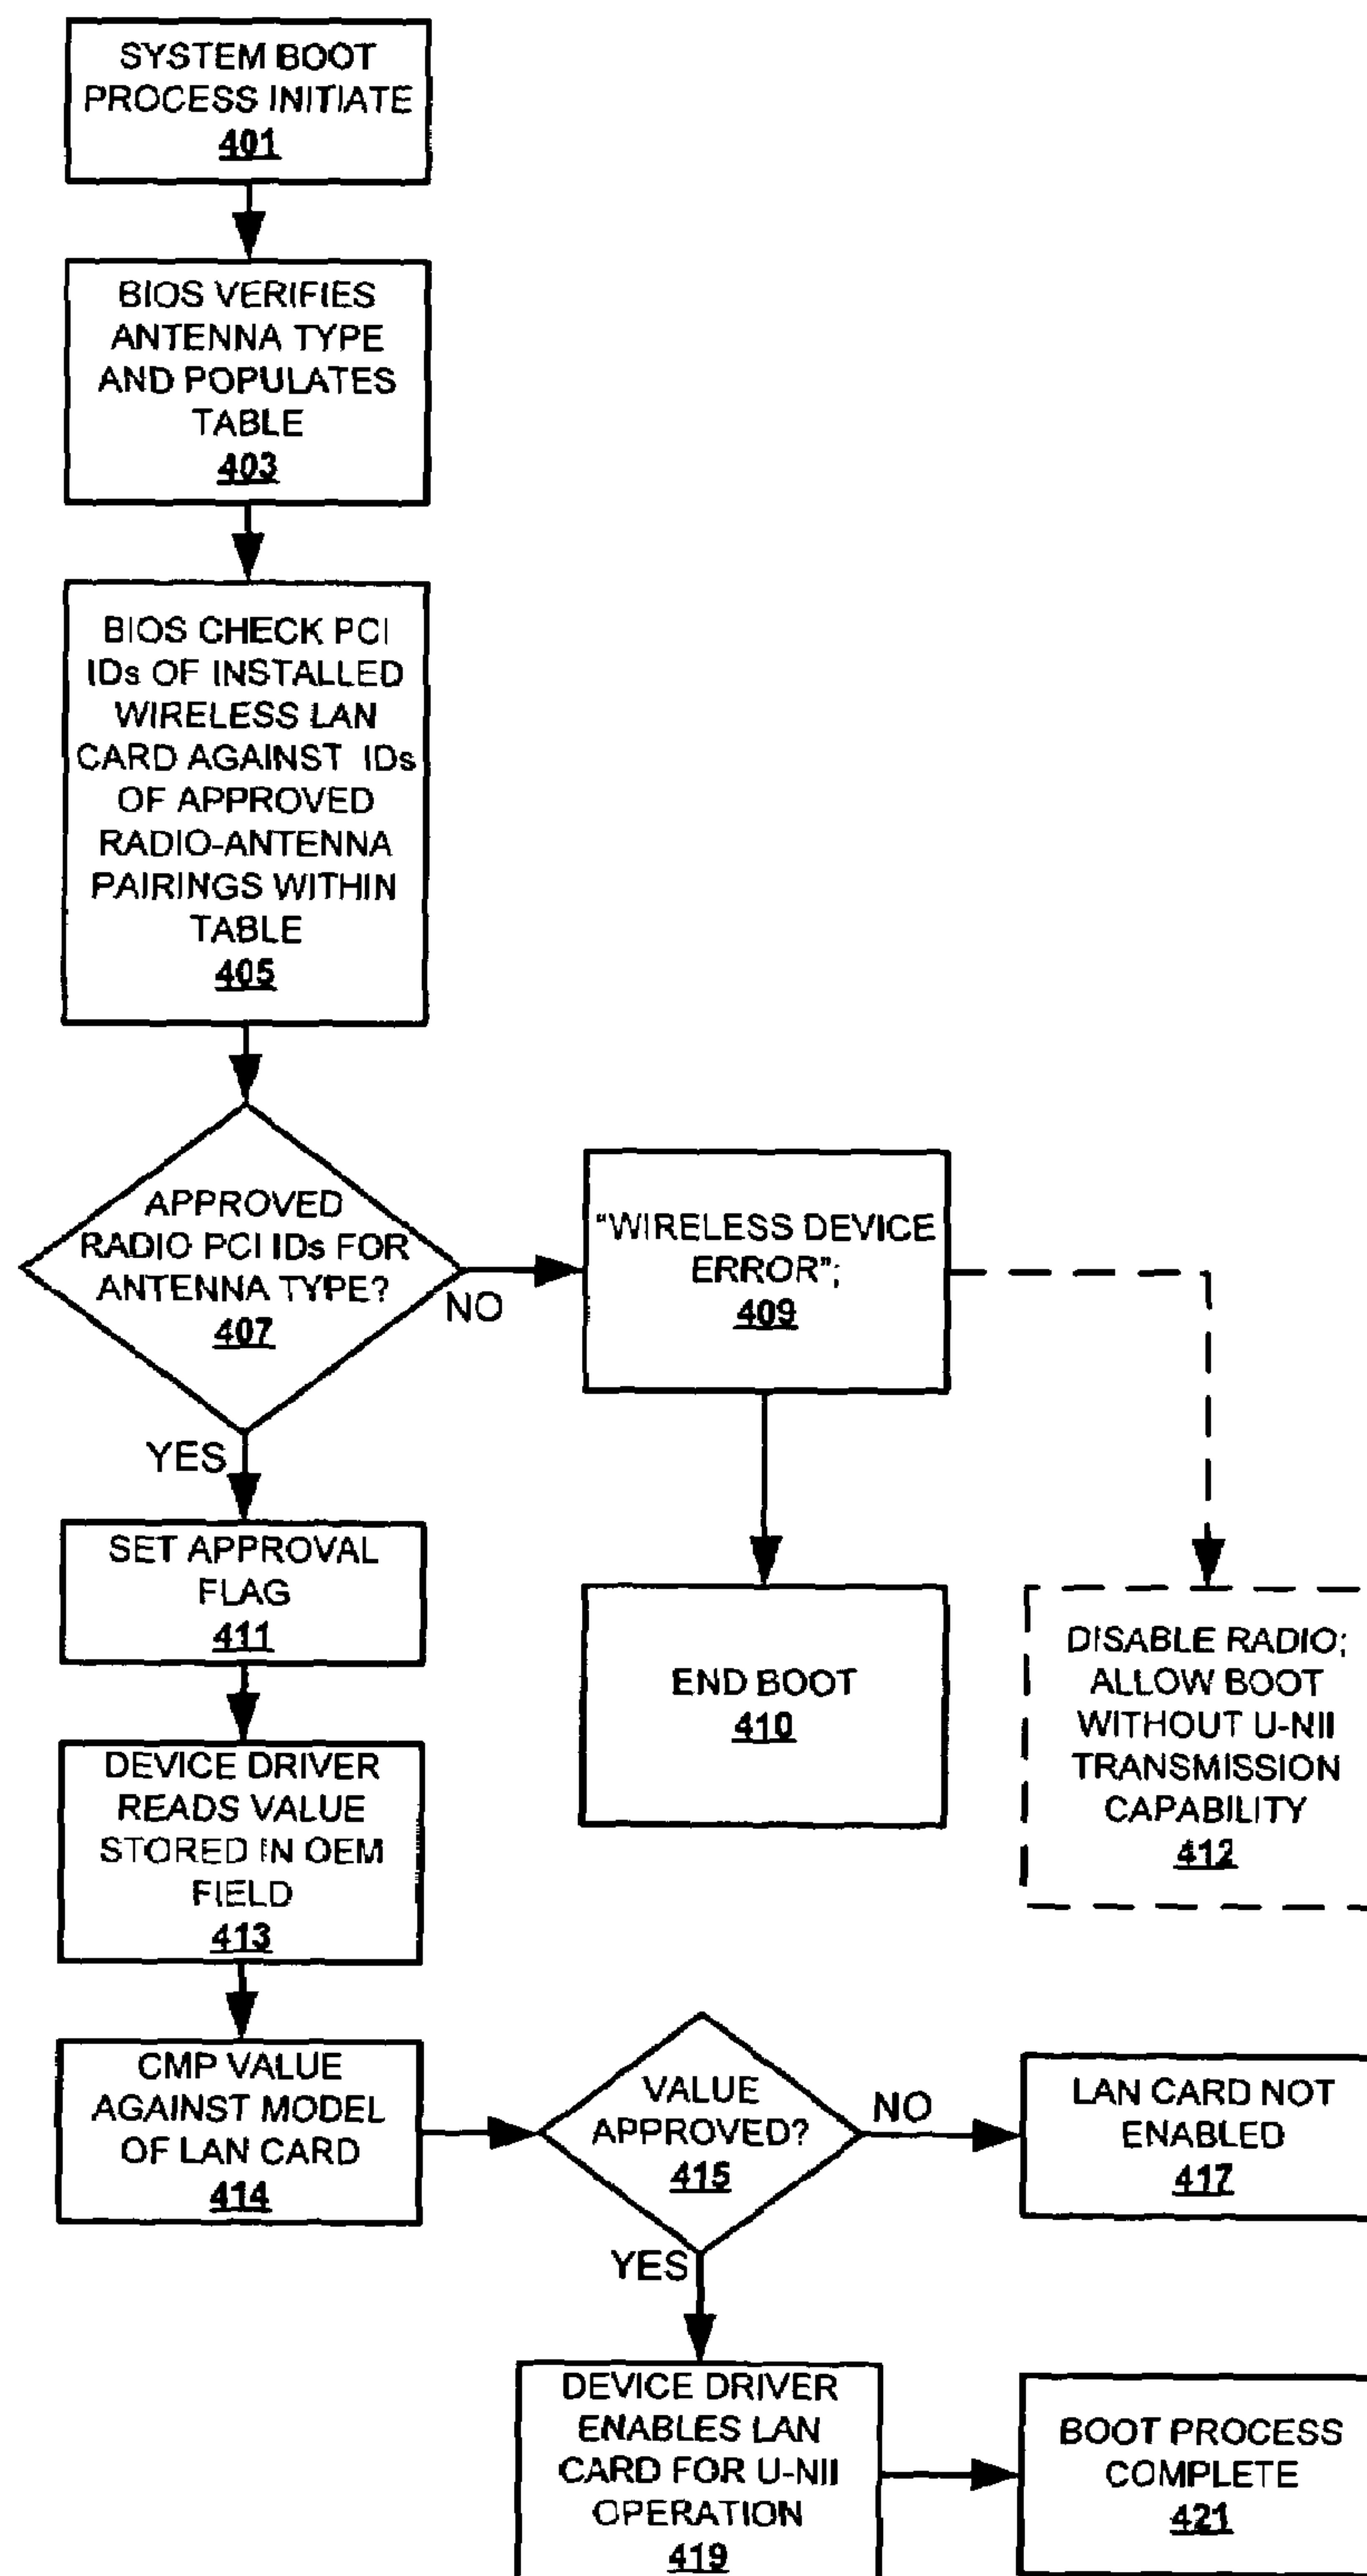 SYSTEM BOOT
PROCESS INITIATE
401
BIOS VERIFIES
ANTENNA TYPE
AND POPULATES
TABLE
403
BIOS CHECK PCI
IDs OF INSTALLED
WIRELESS LAN
CARD AGAINST IDs
OF APPROVED
RADIO-ANTENNA
PAIRINGS WITHIN
TABLE
405
APPROVED
RADIO PCI IDs FOR
ANTENNA TYPE?
407
NO
"WIRELESS DEVICE
ERROR";
409
YES
SET APPROVAL
FLAG
411
END BOOT
410
DISABLE RADIO;
ALLOW BOOT
WITHOUT U-NII
TRANSMISSION
CAPABILITY
412
DEVICE DRIVER
READS VALUE
STORED IN OEM
FIELD
413
CMP VALUE
AGAINST MODEL
OF LAN CARD
414
VALUE
APPROVED?
415
NO
LAN CARD NOT
ENABLED
417
YES
DEVICE DRIVER
ENABLES LAN
CARD FOR U-NII
OPERATION
419
BOOT PROCESS
COMPLETE
421